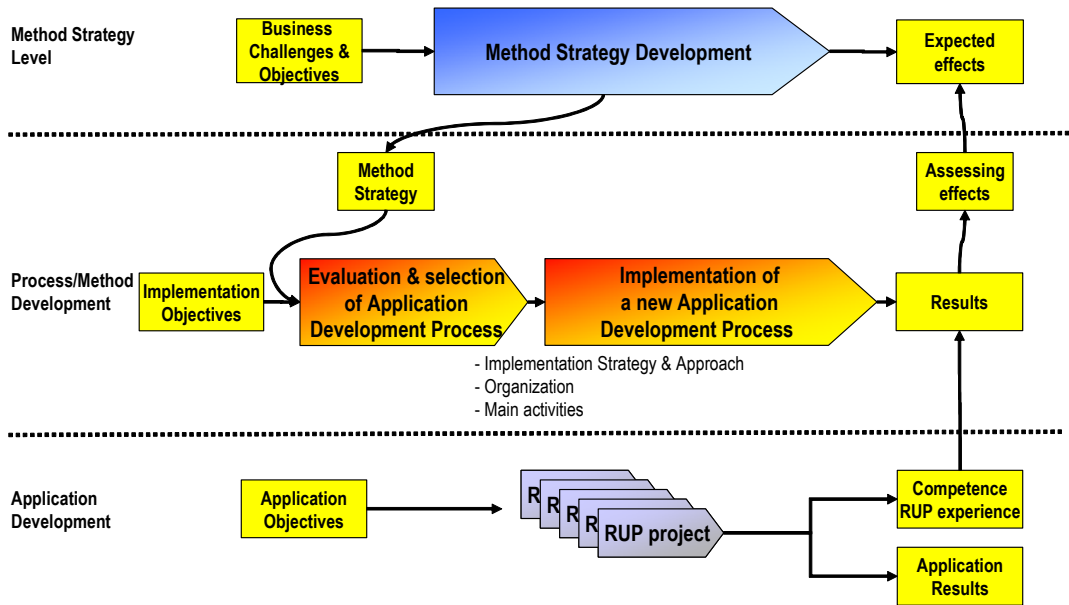 Method Strategy
Level
Business
Challenges &
Objectives
Method Strategy Development
Expected
effects
Method
Strategy
Assessing
effects
Process/Method
Development
Implementation
Objectives
Evaluation & selection
of Application
Development Process
Implementation of
a new Application
Development Process
Results
- Implementation Strategy & Approach
- Organization
- Main activities
Application
Development
Application
Objectives
R
R
R
R
RUP project
Competence
RUP experience
Application
Results